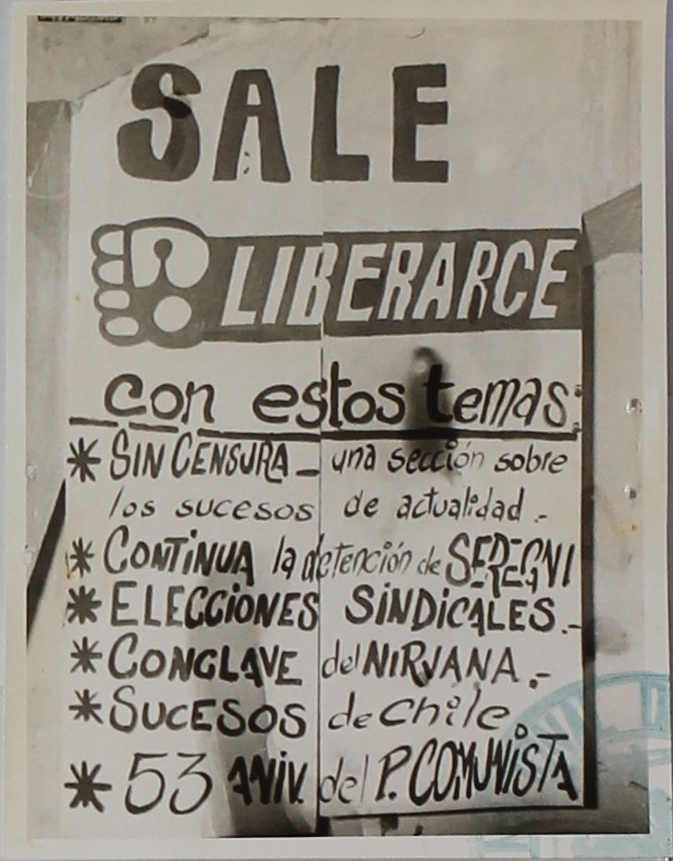 SALE
LIBERARCE
con estos temas:
* SIN CENSURA - una sección sobre
los sucesos de actualidad.-
* CONTINUA la detención de SEREGNI
* ELECCIONES SINDICALES.-
* CONCLAVE del NIRVANA.-
* SUCESOS de Chile
* 53 ANIV. del P. COMUNISTA